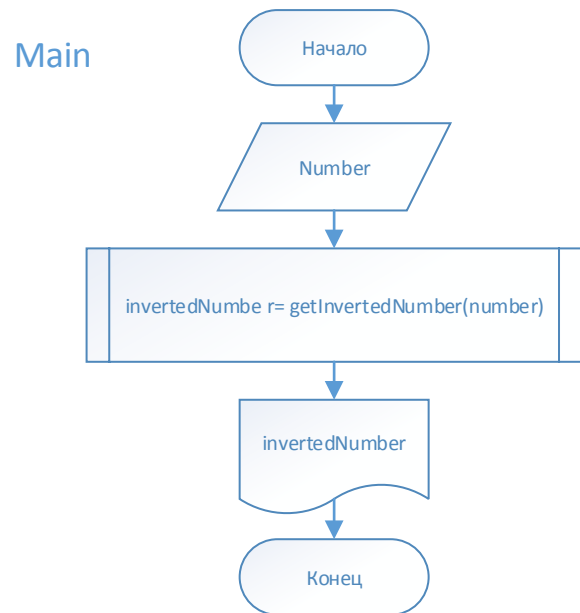 Main
Начало
Number
invertedNumbe r= getInvertedNumber(number)
invertedNumber
Конец